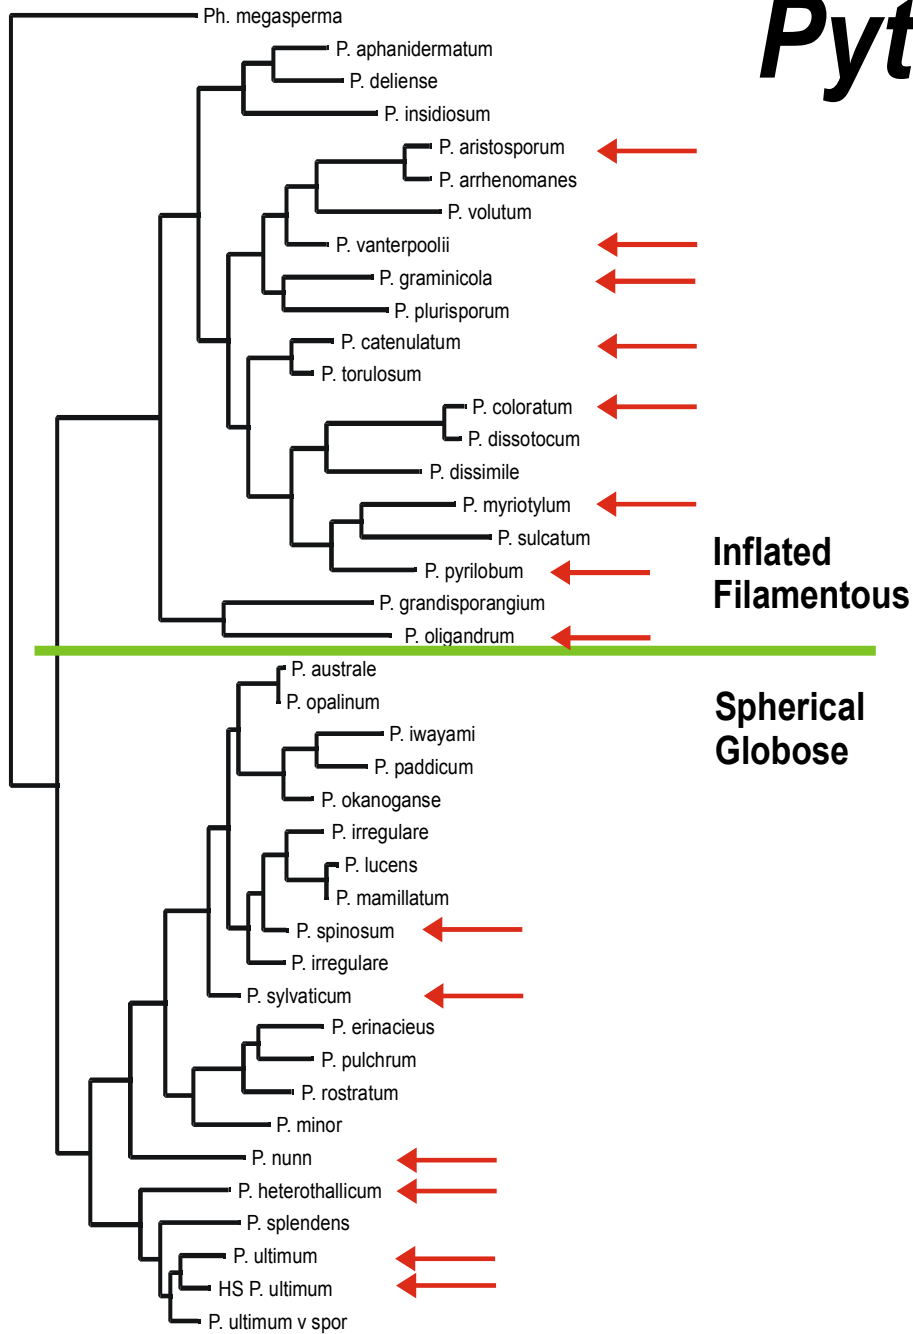 Pyt
Ph. megasperma
P. aphanidermatum
P. deliense
P. insidiosum
P. aristosporum
P. arrhenomanes
P. volutum
P. vanterpoolii
P. graminicola
P. plurisporum
P. catenulatum
P. torulosum
P. coloratum
P. dissotocum
P. dissimile
P. myriotylum
P. sulcatum
P. pyrilobum
Inflated
Filamentous
P. grandisporangium
P. oligandrum
P. australe
P. opalinum
Spherical
Globose
P. iwayami
P. paddicum
P. okanoganse
P. irregulare
P. lucens
P. mamillatum
P. spinosum
P. irregulare
P. sylvaticum
P. erinacieus
P. pulchrum
P. rostratum
P. minor
P. nunn
P. heterothallicum
P. splendens
P. ultimum
HS P. ultimum
P. ultimum v spor